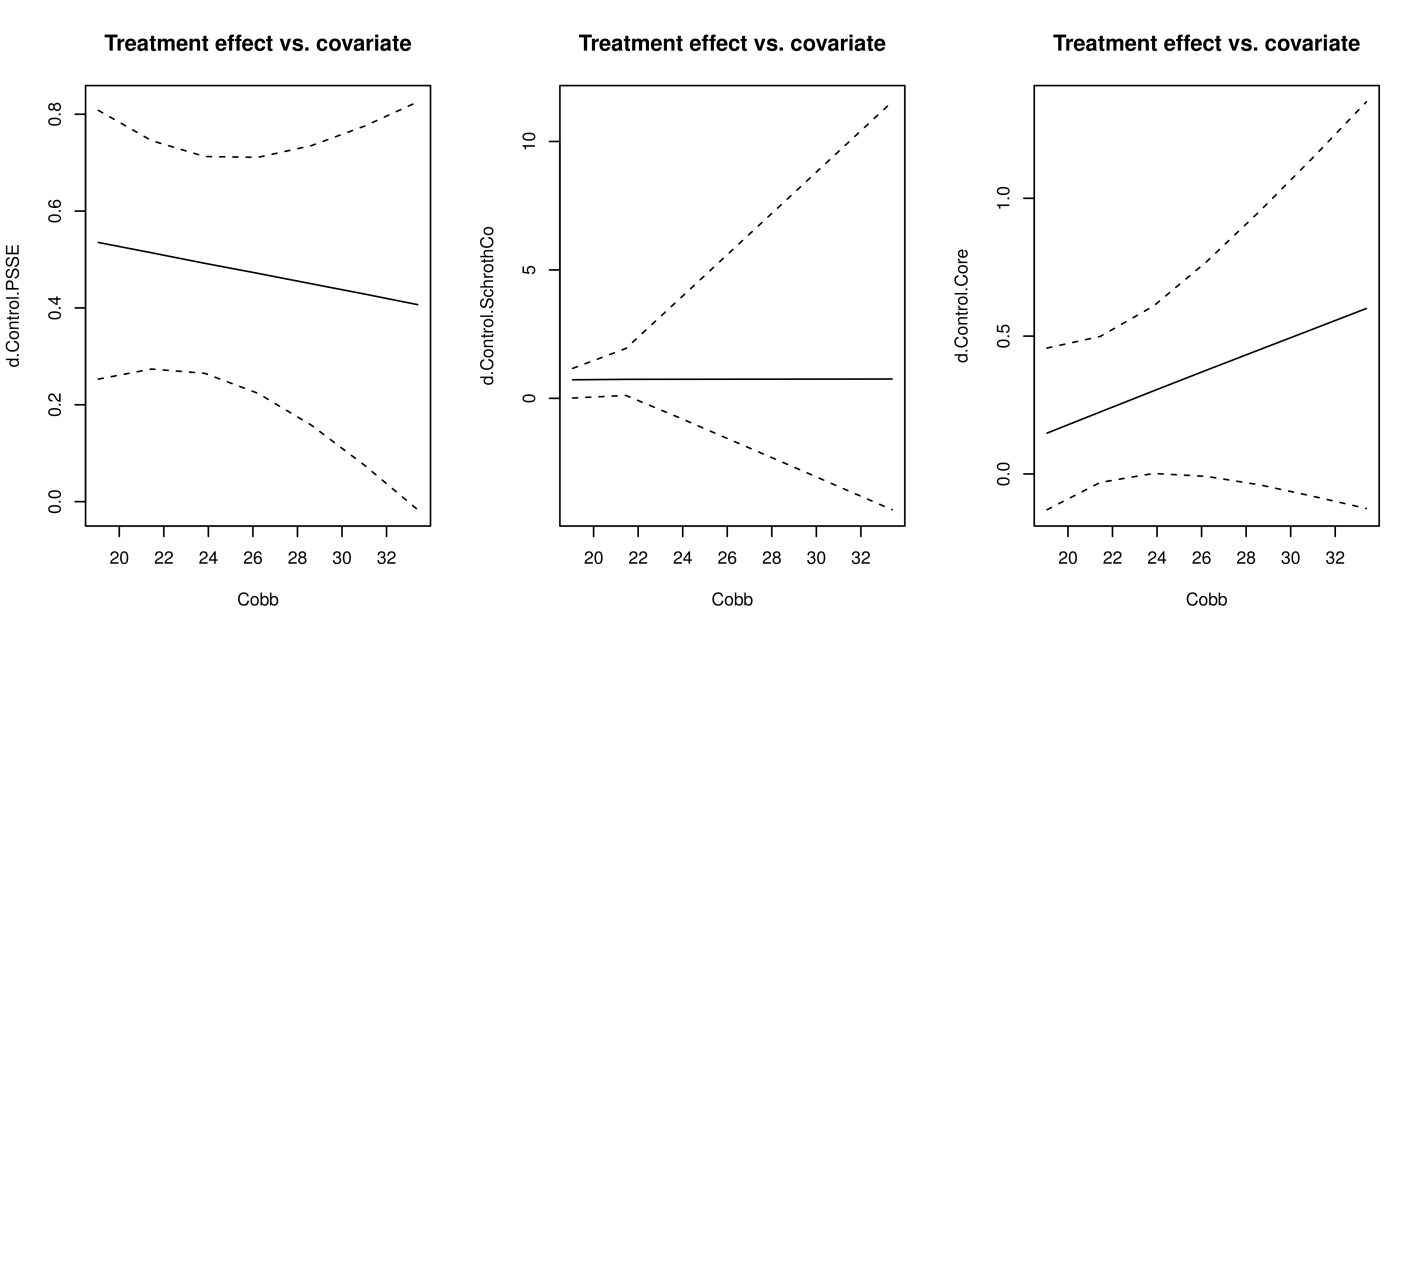 Treatment effect vs. covariate
d.Control.PSSE
0.8
0.6
0.4
0.2
0.0
20 22 24 26 28 30 32
Cobb
Treatment effect vs. covariate
d.Control.SchrothCo
10
5
0
20 22 24 26 28 30 32
Cobb
Treatment effect vs. covariate
d.Control.Core
1.0
0.5
0.0
20 22 24 26 28 30 32
Cobb